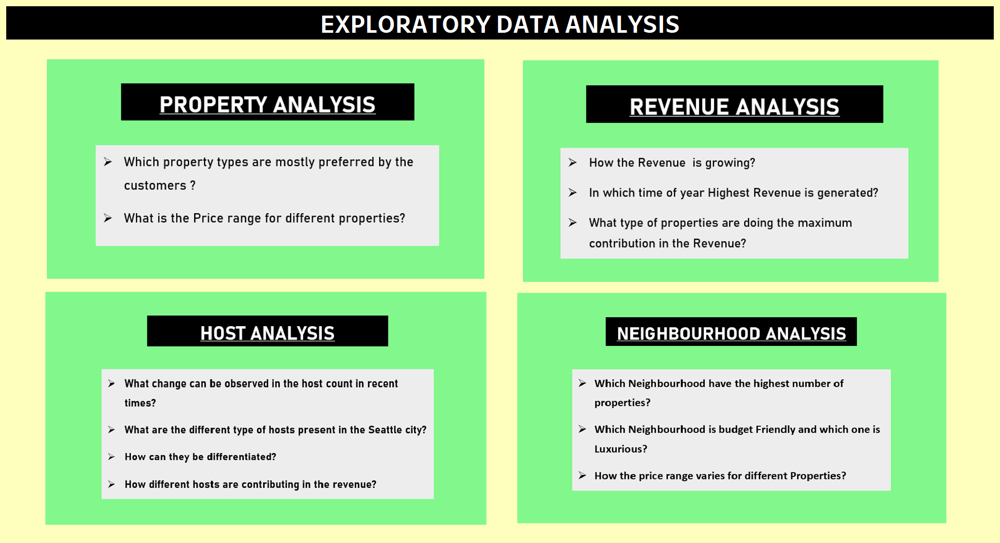 EXPLORATORY DATA ANALYSIS
PROPERTY ANALYSIS
Which property types are mostly preferred by the
customers ?
What is the Price range for different properties?
REVENUE ANALYSIS
How the Revenue  is growing?
In which time of year Highest Revenue is generated?
What type of properties are doing the maximum
contribution in the Revenue?
HOST ANALYSIS
What change can be observed in the host count in recent
times?
What are the different type of hosts present in the Seattle city?
How can they be differentiated?
How different hosts are contributing in the revenue?
NEIGHBOURHOOD ANALYSIS
Which Neighbourhood have the highest number of
properties?
Which Neighbourhood is budget Friendly and which one is
Luxurious?
How the price range varies for different Properties?